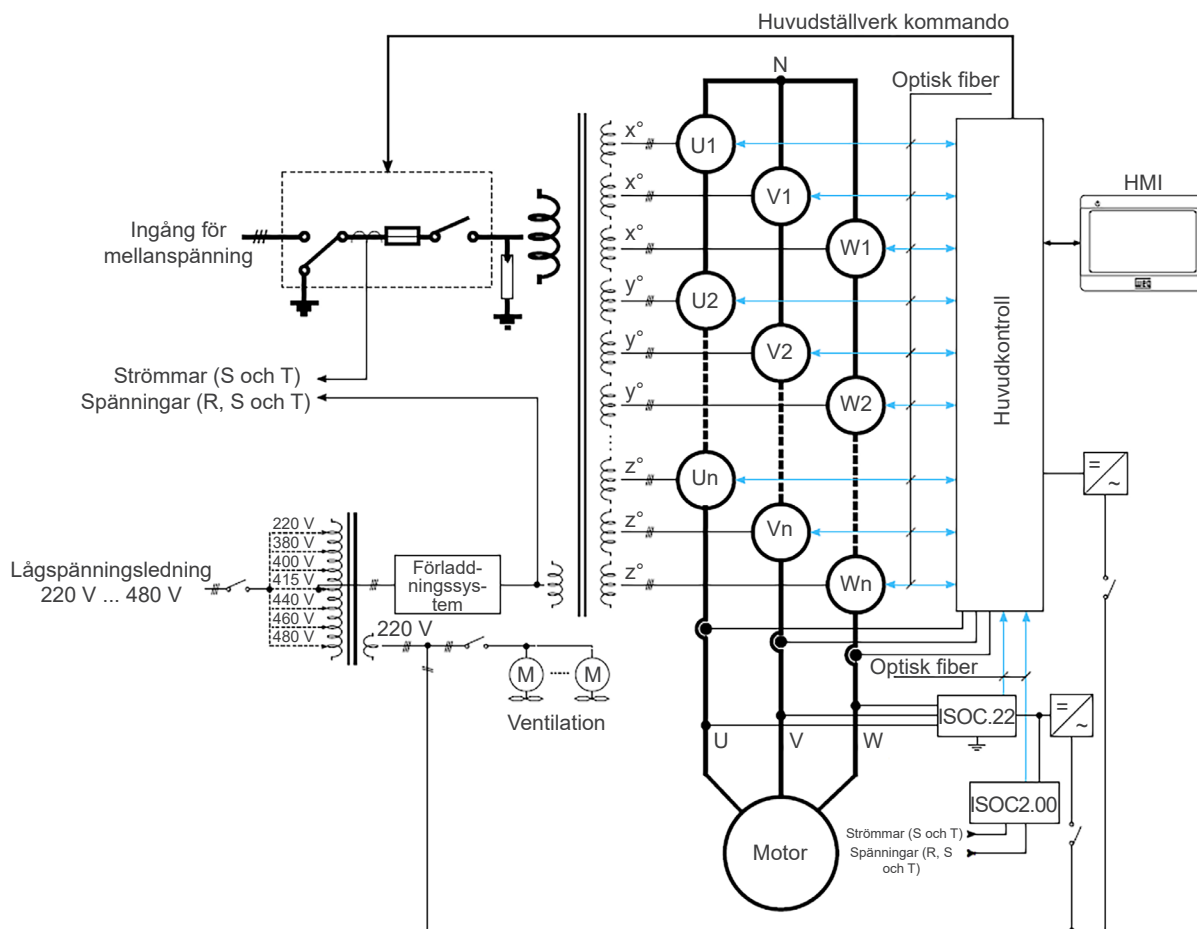 Huvudställverk kommando
N
Optisk fiber
x°
U1
x°
V1
HMI
Ingång för
mellanspänning
x°
W1
WEG
y°
U2
y°
V2
Huvudkontroll
Strömmar (S och T)
Spänningar (R, S och T)
y°
W2
z°
Un
=
~
z°
Vn
220 V
380 V
400 V
415 V
440 V
460 V
480 V
Lågspänningsledning
220 V ... 480 V
Förladd-
ningssys-
tem
z°
Wn
220 V
M
M
Ventilation
Optisk fiber
ISOC.22
=
~
U
V
W
ISOC2.00
Motor
Strömmar (S och T)
Spänningar (R, S
och T)